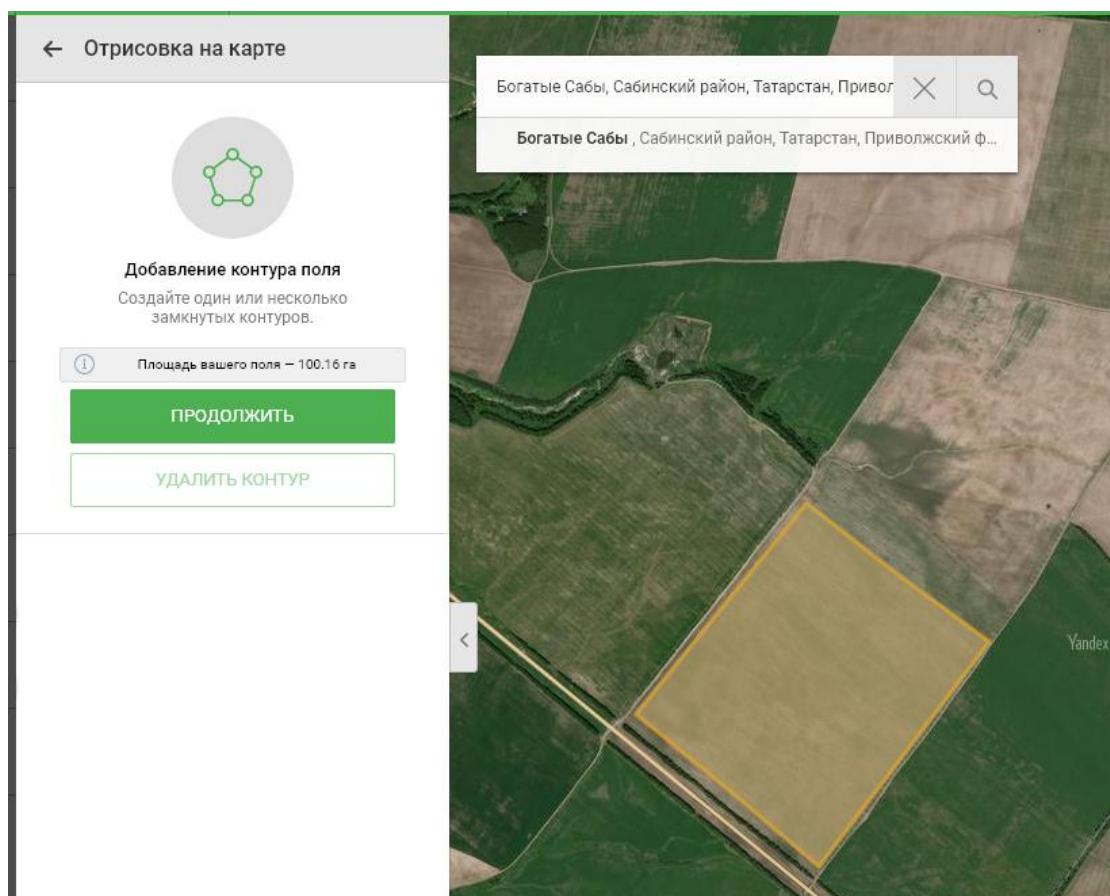 Отрисовка на карте
Добавление контура поля
Создайте один или несколько
замкнутых контуров.
Площадь вашего поля — 100.16 га
ПРОДОЛЖИТЬ
УДАЛИТЬ КОНТУР
Богатые Сабы, Сабинский район, Татарстан, Привол
Богатые Сабы , Сабинский район, Татарстан, Приволжский ф...
Yandex